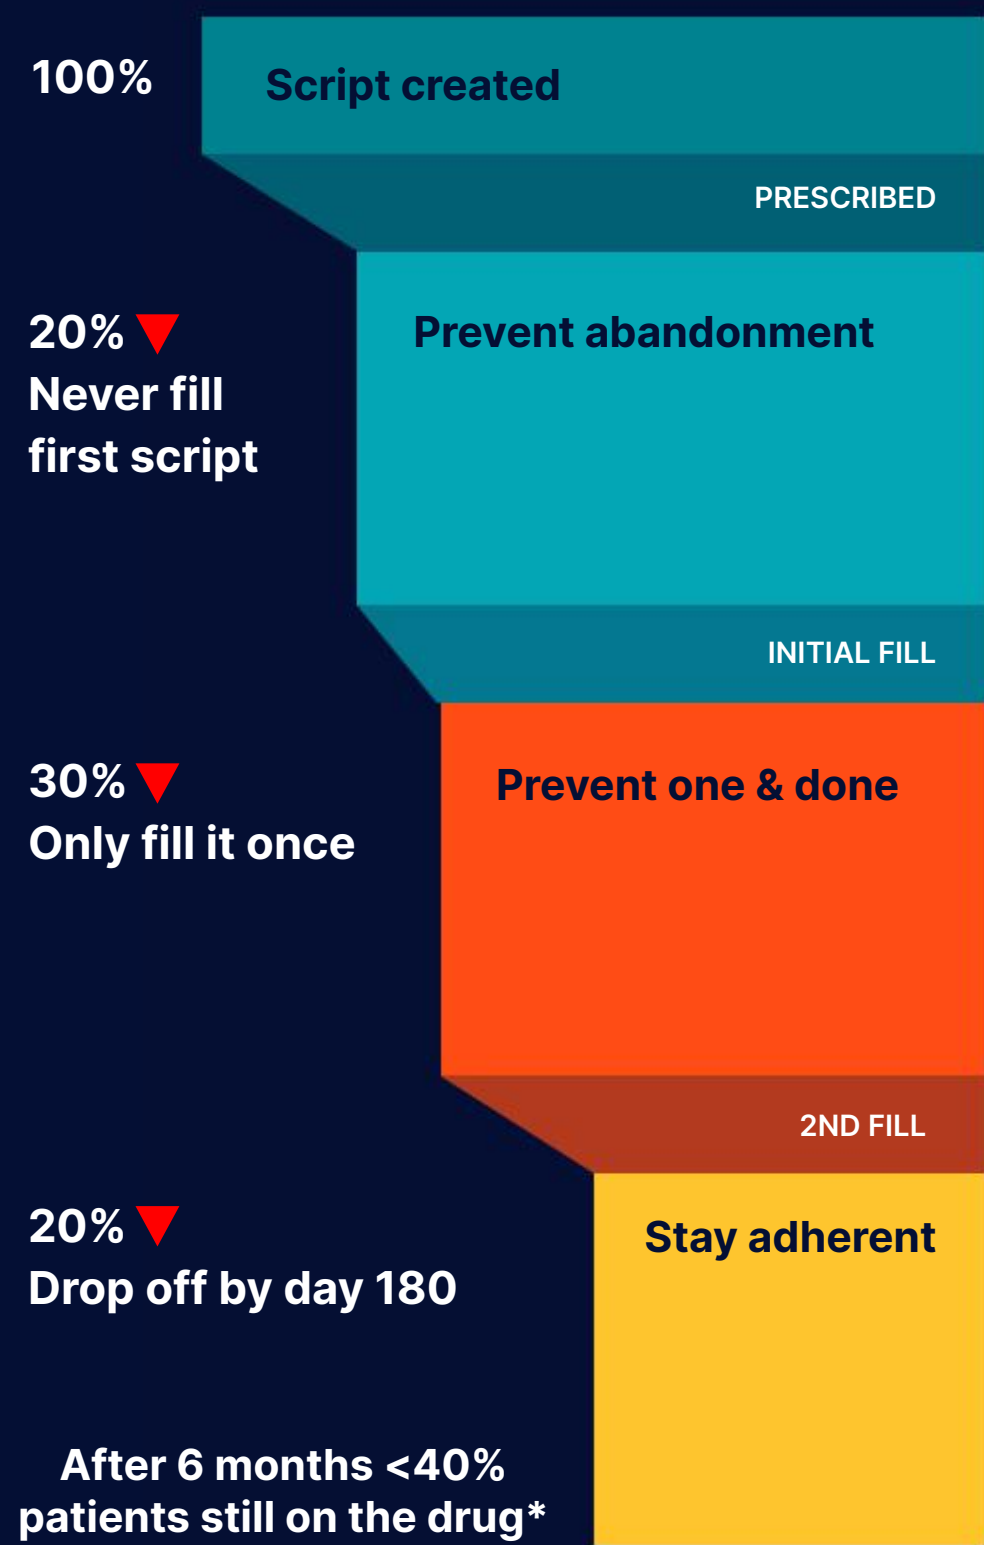 100%
Script created
PRESCRIBED
20%
Never fill
first script
Prevent abandonment
INITIAL FILL
30%
Only fill it once
Prevent one & done
2ND FILL
20%
Drop off by day 180
Stay adherent
After 6 months <40%
patients still on the drug*